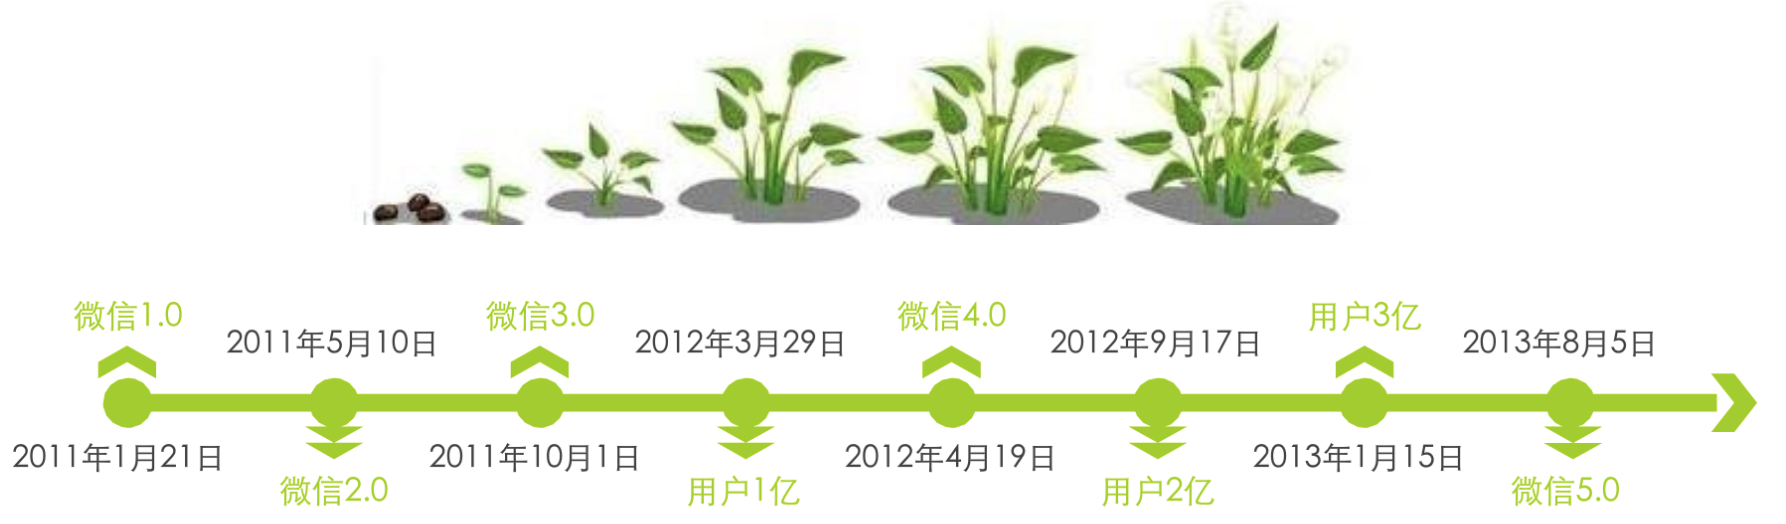 微信1.0
2011年1月21日
2011年5月10日
微信2.0
微信3.0
2011年10月1日
2012年3月29日
用户1亿
微信4.0
2012年4月19日
2012年9月17日
用户2亿
用户3亿
2013年1月15日
2013年8月5日
微信5.0